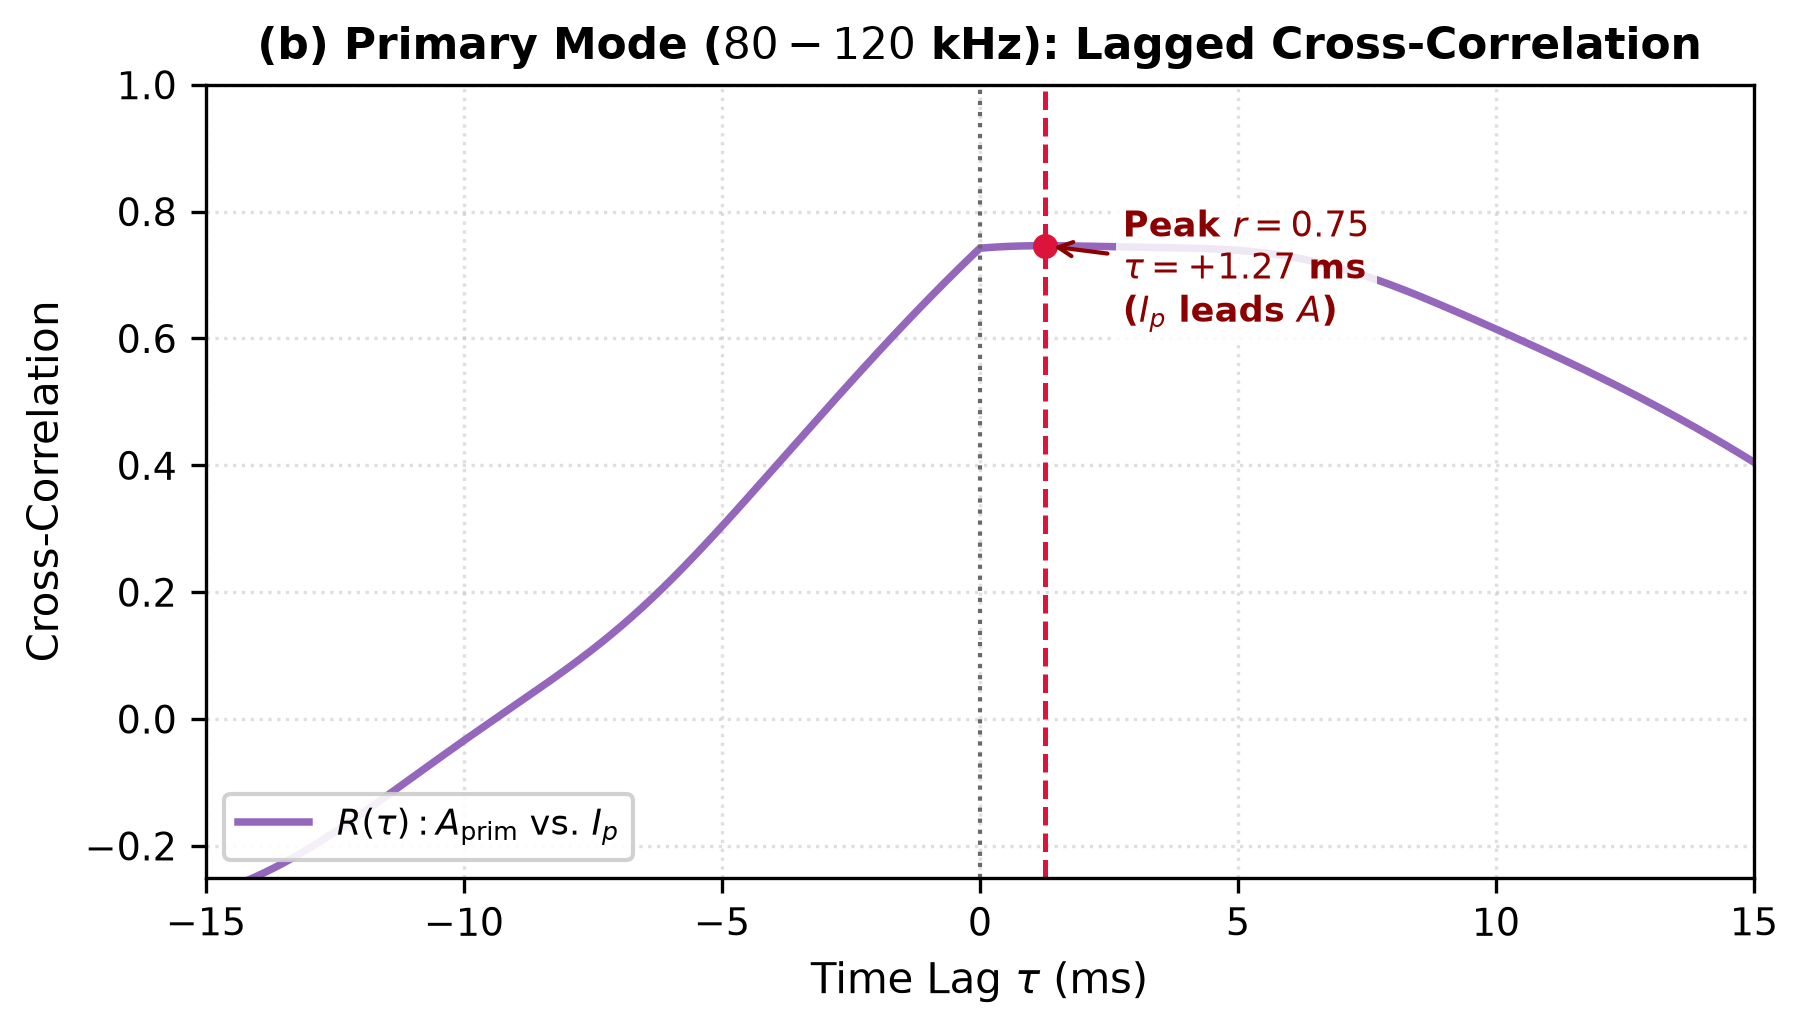 (b) Primary Mode (80 − 120 kHz): Lagged Cross-Correlation
1.0
0.8
0.6
0.4
0.2
0.0
−0.2
Cross-Correlation
Peak r = 0.75
τ = +1.27 ms
(Iₚ leads A)
R(τ) : A_prim vs. Iₚ
−15
−10
−5
0
5
10
15
Time Lag τ (ms)